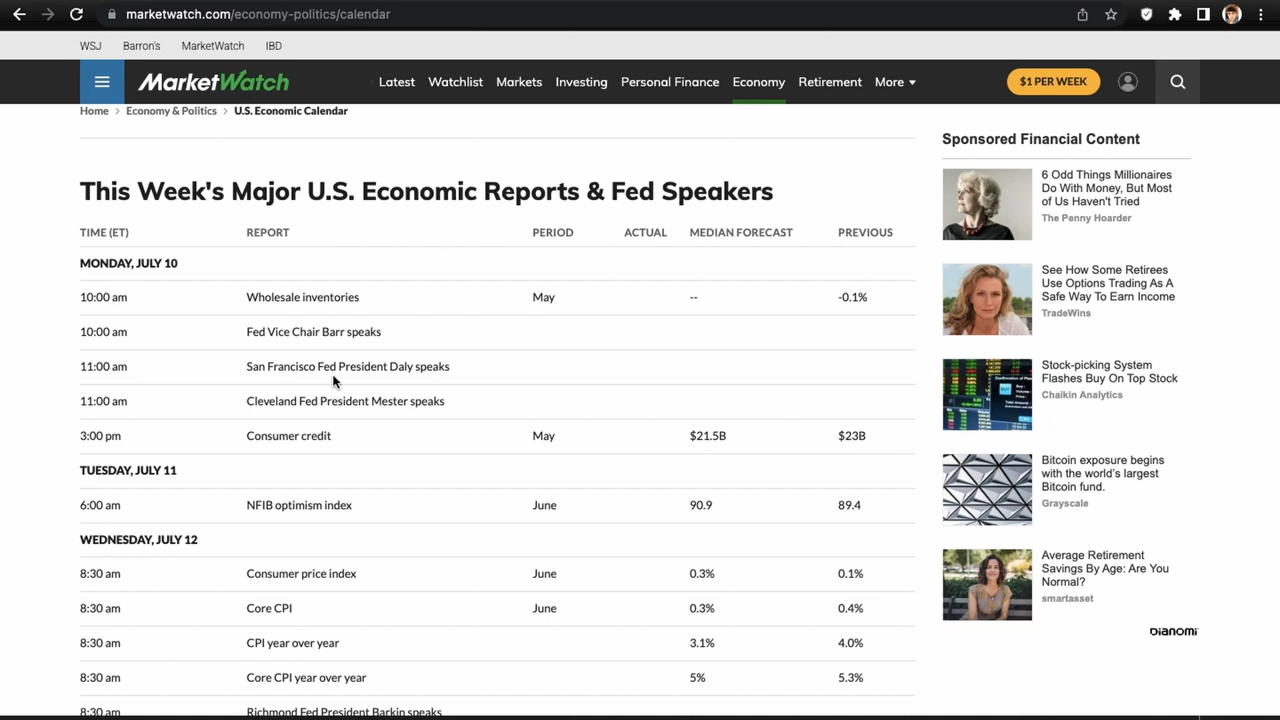 marketwatch.com/economy-politics/calendar
WSJ Barron's MarketWatch IBD
MarketWatch Latest Watchlist Markets Investing Personal Finance Economy Retirement More $1 PER WEEK
Home > Economy & Politics > U.S. Economic Calendar
This Week's Major U.S. Economic Reports & Fed Speakers
TIME (ET) REPORT PERIOD ACTUAL MEDIAN FORECAST PREVIOUS
MONDAY, JULY 10
10:00 am Wholesale inventories May -- -0.1%
10:00 am Fed Vice Chair Barr speaks
11:00 am San Francisco Fed President Daly speaks
11:00 am Cleveland Fed President Mester speaks
3:00 pm Consumer credit May $21.5B $23B
TUESDAY, JULY 11
6:00 am NFIB optimism index June 90.9 89.4
WEDNESDAY, JULY 12
8:30 am Consumer price index June 0.3% 0.1%
8:30 am Core CPI June 0.3% 0.4%
8:30 am CPI year over year 3.1% 4.0%
8:30 am Core CPI year over year 5% 5.3%
8:30 am Richmond Fed President Barkin speaks
Sponsored Financial Content
6 Odd Things Millionaires
Do With Money, But Most
of Us Haven't Tried
The Penny Hoarder
See How Some Retirees
Use Options Trading As A
Safe Way To Earn Income
TradeWins
Stock-picking System
Flashes Buy On Top Stock
Chaikin Analytics
Bitcoin exposure begins
with the world's largest
Bitcoin fund.
Grayscale
Average Retirement
Savings By Age: Are You
Normal?
smartasset
DIANOMI